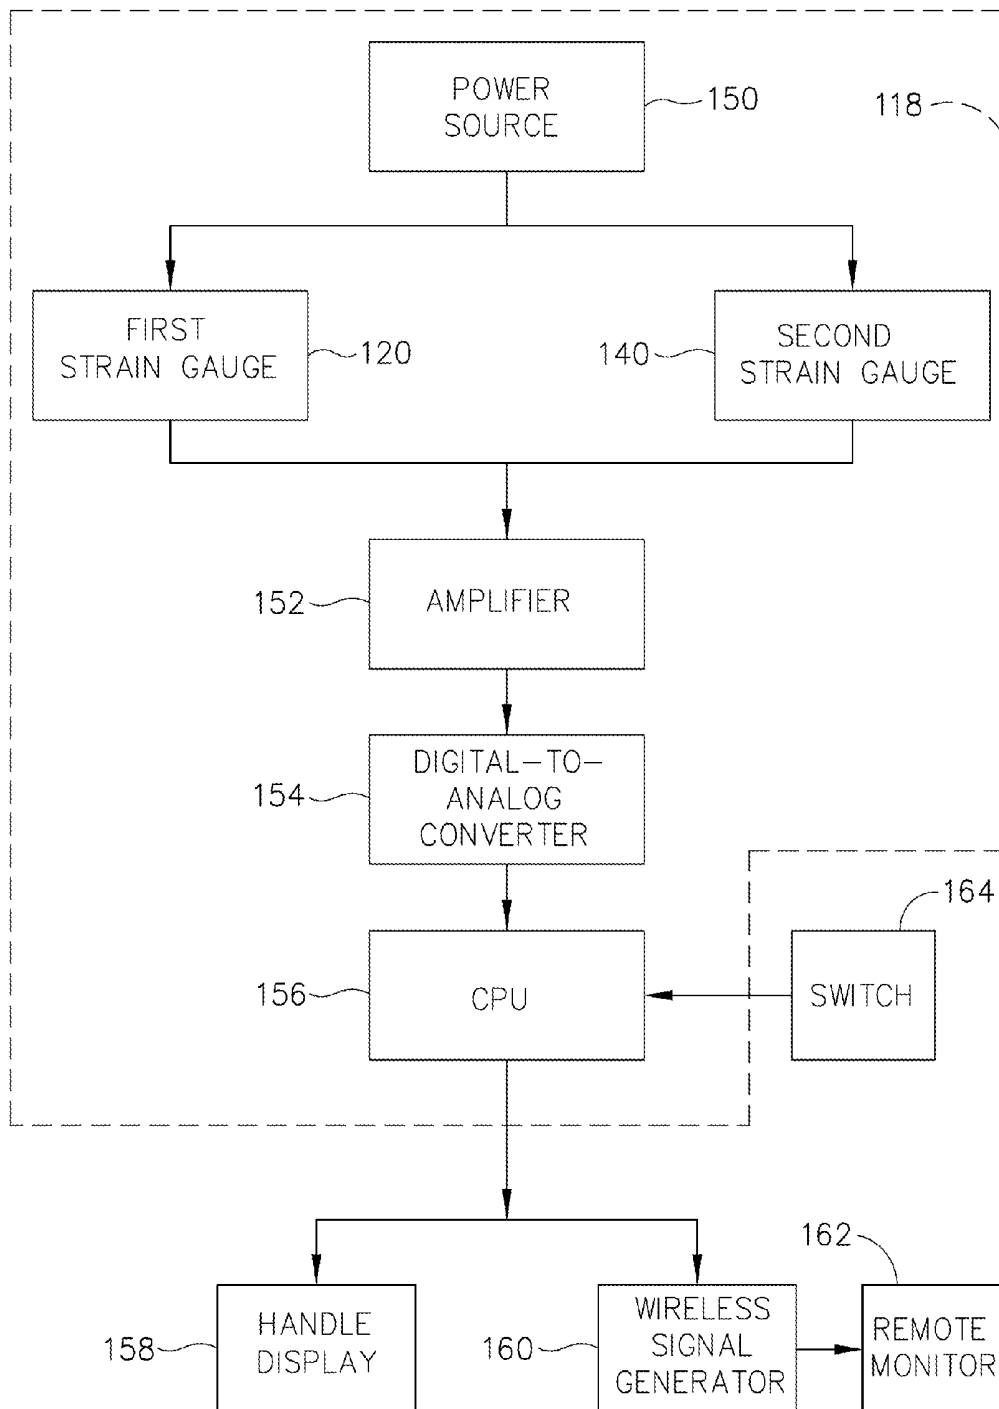 POWER
SOURCE
150
118
FIRST
STRAIN GAUGE
120
140
SECOND
STRAIN GAUGE
152
AMPLIFIER
154
DIGITAL-TO-
ANALOG
CONVERTER
164
156
CPU
SWITCH
162
158
HANDLE
DISPLAY
160
WIRELESS
SIGNAL
GENERATOR
REMOTE
MONITOR